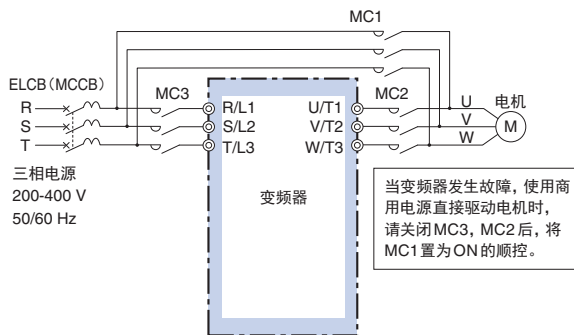 MC1
ELCB(MCCB)
MC3
MC2
R
S
T
R/L1
S/L2
T/L3
U/T1
V/T2
W/T3
U
V
W
电机
M
三相电源
200-400 V
50/60 Hz
变频器
当变频器发生故障，使用商
用电源直接驱动电机时，
请关闭MC3，MC2后，将
MC1置为ON的顺控。